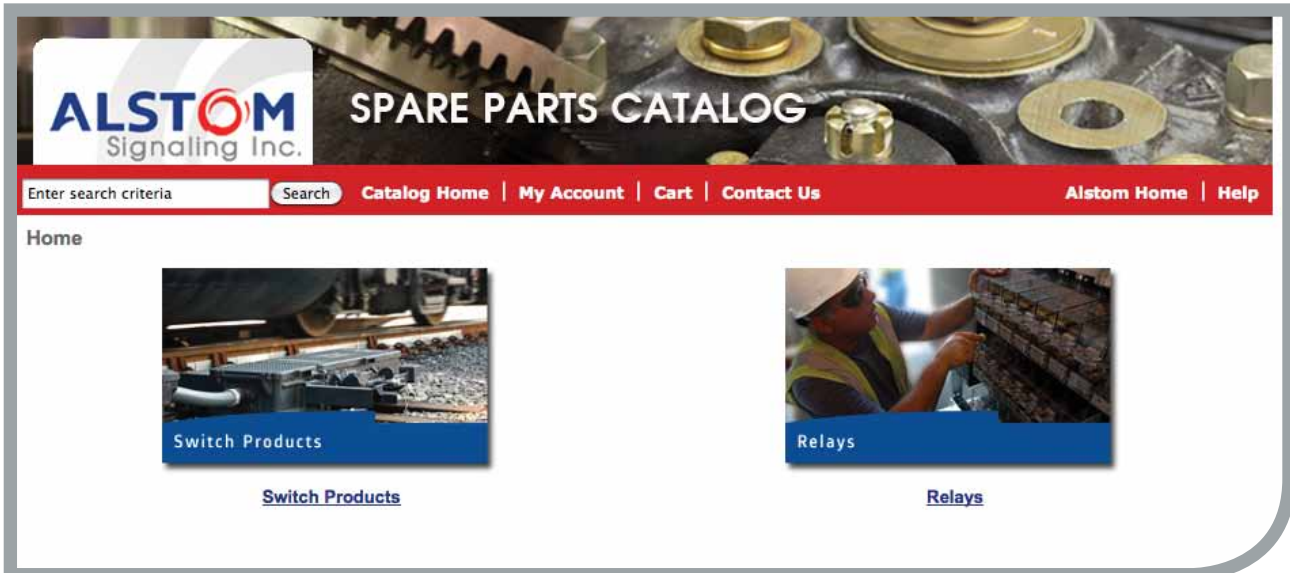 ALSTOM
Signaling Inc.
SPARE PARTS CATALOG
Enter search criteria Search Catalog Home | My Account | Cart | Contact Us Alstom Home | Help
Home
Switch Products Relays
Switch Products Relays